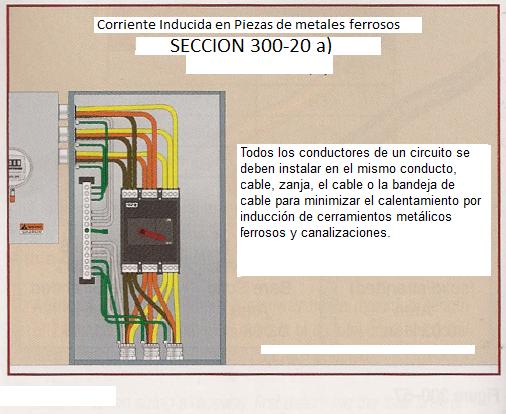 Corriente Inducida en Piezas de metales ferrosos
SECCION 300-20 a)
Todos los conductores de un circuito se
deben instalar en el mismo conducto,
cable, zanja, el cable o la bandeja de
cable para minimizar el calentamiento por
inducción de cerramientos metálicos
ferrosos y canalizaciones.